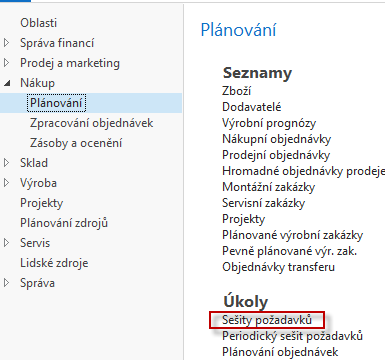 Oblasti
Správa financí
Prodej a marketing
Nákup
Plánování
Zpracování objednávek
Zásoby a ocenění
Sklad
Výroba
Projekty
Plánování zdrojů
Servis
Lidské zdroje
Správa
Plánování
Seznamy
Zboží
Dodavatelé
Výrobní prognózy
Nákupní objednávky
Prodejní objednávky
Hromadné objednávky prodeje
Montážní zakázky
Servisní zakázky
Projekty
Plánované výrobní zakázky
Pevně plánované výr. zak.
Objednávky transferu
Úkoly
Sešity požadavků
Periodický sešit požadavků
Plánování objednávek